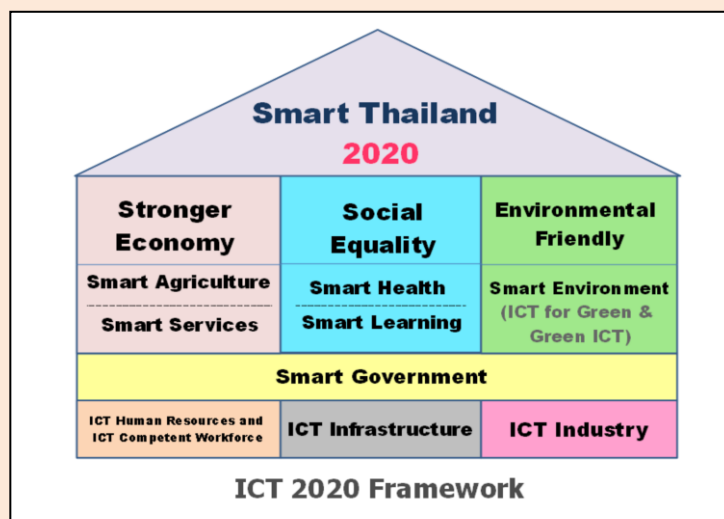 Smart Thailand
2020
Stronger
Economy
Social
Equality
Environmental
Friendly
Smart Agriculture
Smart Services
Smart Health
Smart Learning
Smart Environment
(ICT for Green &
Green ICT)
Smart Government
ICT Human Resources and
ICT Competent Workforce
ICT Infrastructure
ICT Industry
ICT 2020 Framework